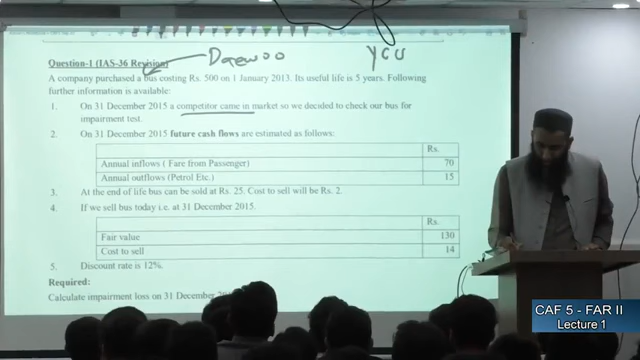 Daewoo
YCU
Question-1 (IAS-36 Revision)
A company purchased a bus costing Rs. 500 on 1 January 2013. Its useful life is 5 years. Following
further information is available:
1. On 31 December 2015 a competitor came in market so we decided to check our bus for
impairment test.
2. On 31 December 2015 future cash flows are estimated as follows:
Rs.
Annual inflows ( Fare from Passenger) 70
Annual outflows (Petrol Etc.) 15
3. At the end of life bus can be sold at Rs. 25. Cost to sell will be Rs. 2.
4. If we sell bus today i.e. at 31 December 2015.
Rs.
Fair value 130
Cost to sell 14
5. Discount rate is 12%.
Required:
Calculate impairment loss on 31 December
CAF 5 - FAR II
Lecture 1